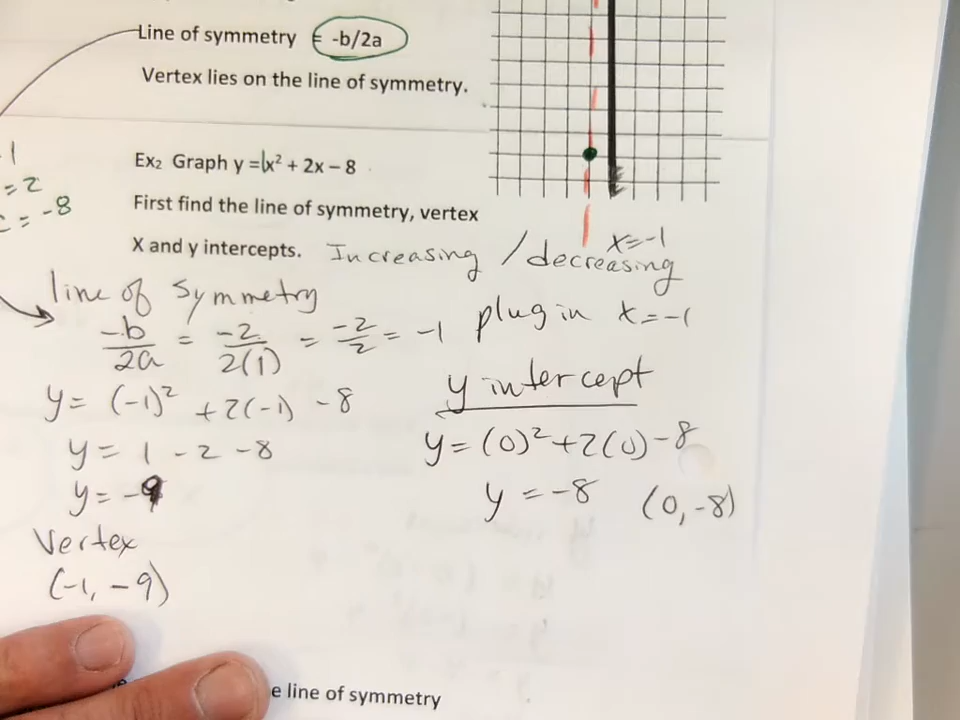 Line of symmetry = -b/2a
Vertex lies on the line of symmetry.
Ex2 Graph y = 1x² + 2x – 8
= 2
c = -8
First find the line of symmetry, vertex
X and y intercepts. Increasing / decreasing
x=-1
line of symmetry
-b/2a = -2/2(1) = -2/2 = -1 plug in x = -1
y = (-1)² + 2(-1) - 8
y = 1 - 2 - 8
y = -9
Vertex
(-1, -9)
y intercept
y = (0)² + 2(0) - 8
y = -8 (0, -8)
e line of symmetry